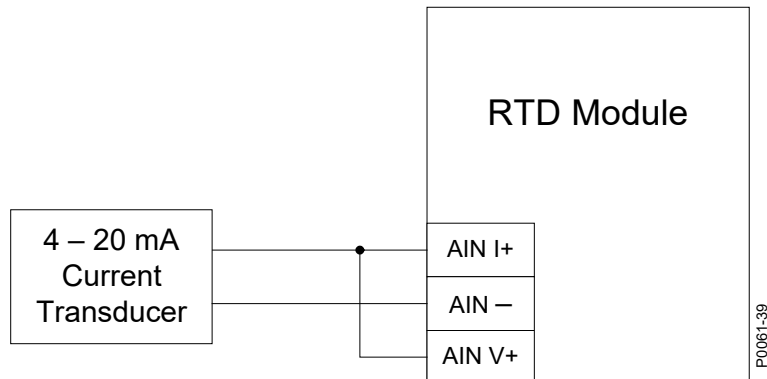 RTD Module
4 – 20 mA
Current
Transducer
AIN I+
AIN –
AIN V+
P0061-39